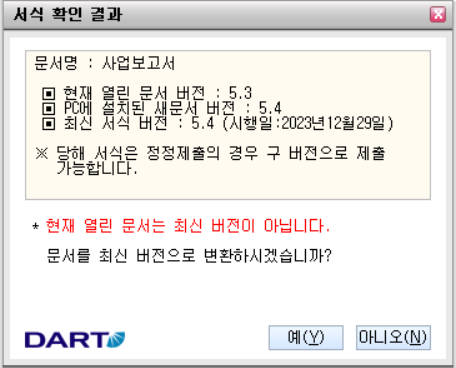 서식 확인 결과
문서명 : 사업보고서
▣ 현재 열린 문서 버전 : 5.3
▣ PC에 설치된 새문서 버전 : 5.4
▣ 최신 서식 버전 : 5.4 (시행일:2023년12월29일)
※ 당해 서식은 정정제출의 경우 구 버전으로 제출
가능합니다.
* 현재 열린 문서는 최신 버전이 아닙니다.
문서를 최신 버전으로 변환하시겠습니까?
DART
예(Y) 아니오(N)